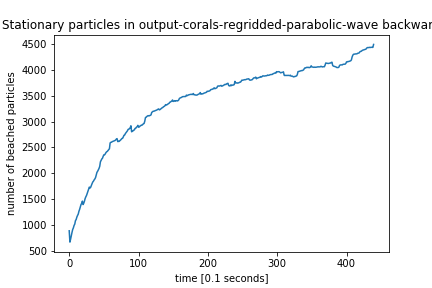 Stationary particles in output-corals-regridded-parabolic-wave backwar
4500
4000
3500
3000
2500
2000
1500
1000
500
number of beached particles
0 100 200 300 400
time [0.1 seconds]